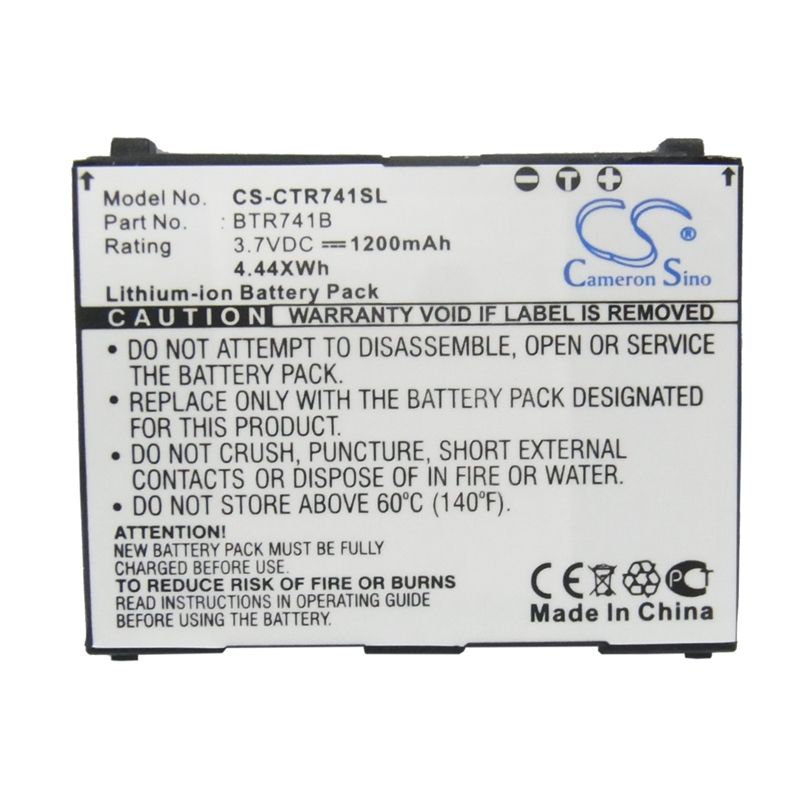 Model No. : CS-CTR741SL
Part No. : BTR741B
Rating : 3.7VDC 1200mAh
4.44XWh
Lithium-ion Battery Pack
− T +
CS ®
Cameron Sino
CAUTION WARRANTY VOID IF LABEL IS REMOVED
• DO NOT ATTEMPT TO DISASSEMBLE, OPEN OR SERVICE
THE BATTERY PACK.
• REPLACE ONLY WITH THE BATTERY PACK DESIGNATED
FOR THIS PRODUCT.
• DO NOT CRUSH, PUNCTURE, SHORT EXTERNAL
CONTACTS OR DISPOSE OF IN FIRE OR WATER.
• DO NOT STORE ABOVE 60°C (140°F).
ATTENTION!
NEW BATTERY PACK MUST BE FULLY
CHARGED BEFORE USE.
TO REDUCE RISK OF FIRE OR BURNS
READ INSTRUCTIONS IN OPERATING GUIDE
BEFORE USING THE BATTERY.
CE PCT
Made In China